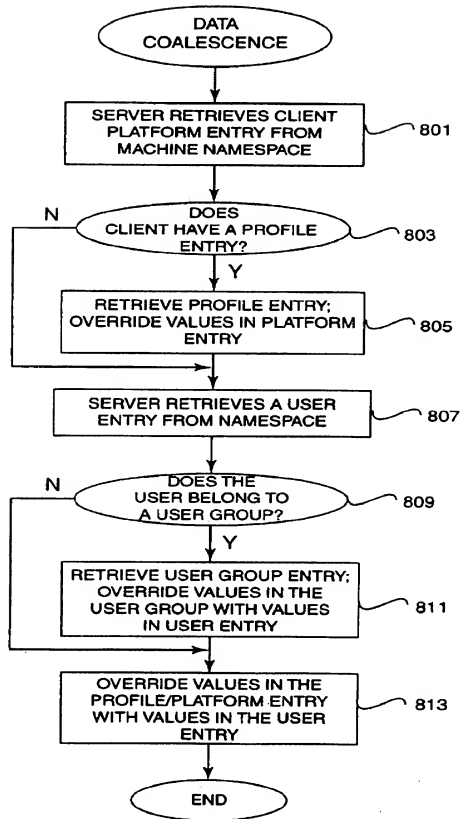 DATA
COALESCENCE
SERVER RETRIEVES CLIENT
PLATFORM ENTRY FROM
MACHINE NAMESPACE
801
N
DOES
CLIENT HAVE A PROFILE
ENTRY?
803
Y
RETRIEVE PROFILE ENTRY;
OVERRIDE VALUES IN PLATFORM
ENTRY
805
SERVER RETRIEVES A USER
ENTRY FROM NAMESPACE
807
N
DOES THE
USER BELONG TO
A USER GROUP?
809
Y
RETRIEVE USER GROUP ENTRY;
OVERRIDE VALUES IN THE
USER GROUP WITH VALUES
IN USER ENTRY
811
OVERRIDE VALUES IN THE
PROFILE/PLATFORM ENTRY
WITH VALUES IN THE USER
ENTRY
813
END